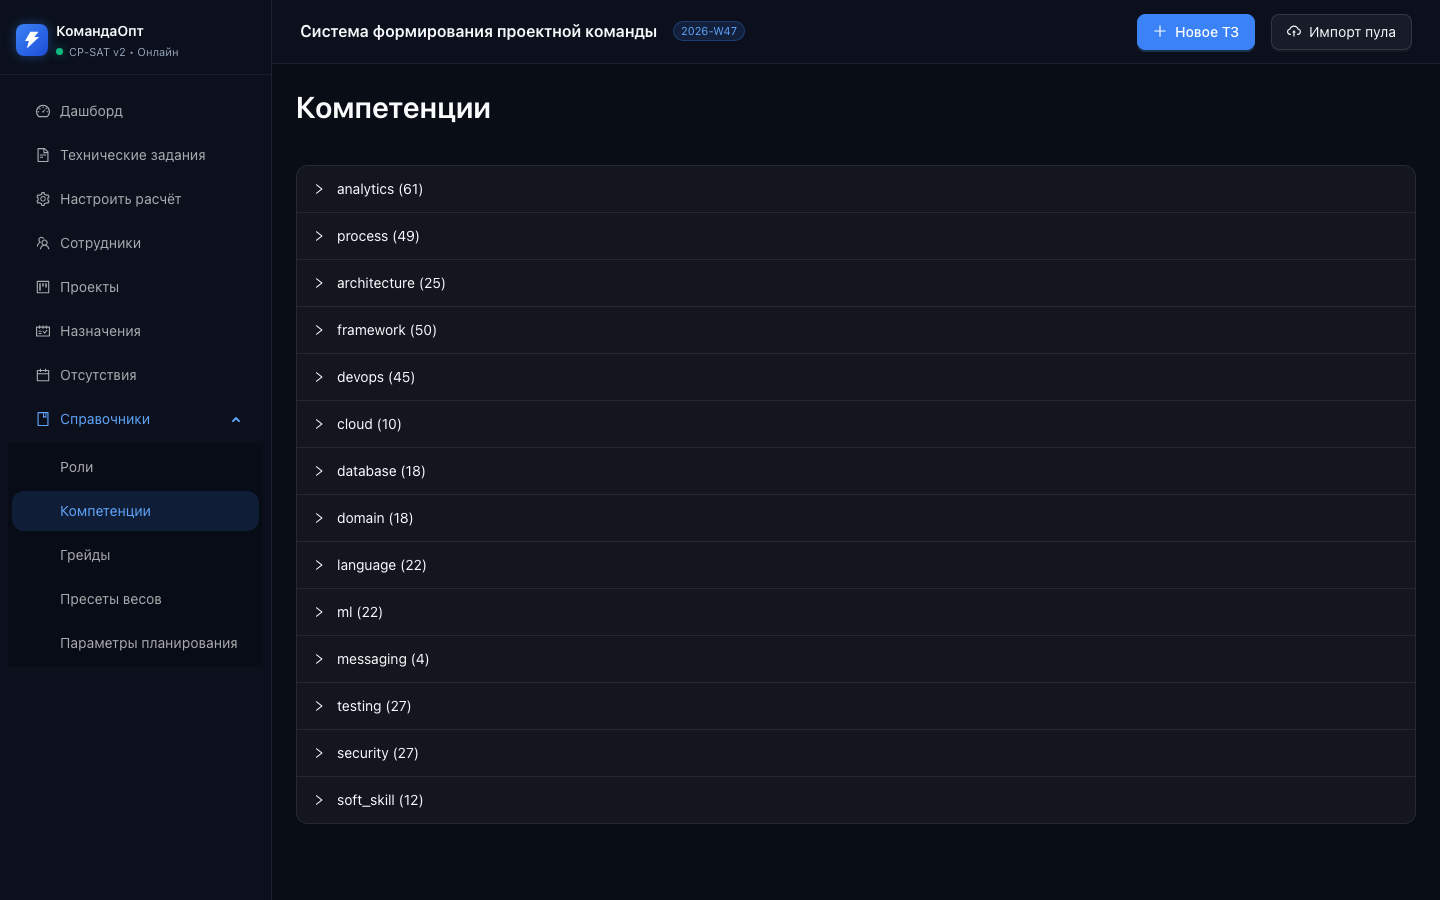 КомандаОпт
CP-SAT v2 • Онлайн
Дашборд
Технические задания
Настроить расчёт
Сотрудники
Проекты
Назначения
Отсутствия
Справочники
Роли
Компетенции
Грейды
Пресеты весов
Параметры планирования
Система формирования проектной команды 2026-W47
Новое ТЗ
Импорт пула
Компетенции
analytics (61)
process (49)
architecture (25)
framework (50)
devops (45)
cloud (10)
database (18)
domain (18)
language (22)
ml (22)
messaging (4)
testing (27)
security (27)
soft_skill (12)